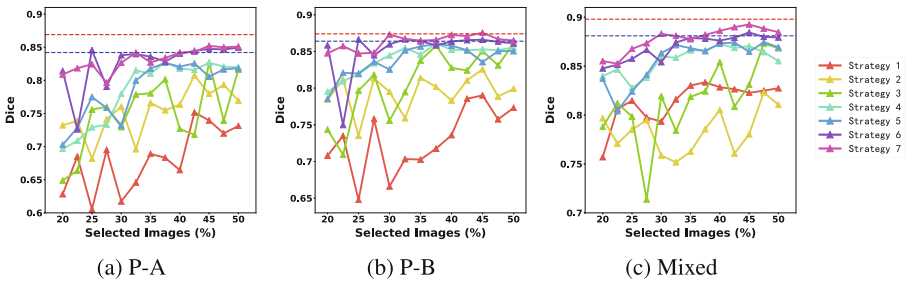 0.9
0.85
0.8
0.75
0.7
0.65
0.6
Dice
20 25 30 35 40 45 50
Selected Images (%)
(a) P-A
0.9
0.85
0.8
0.75
0.7
0.65
Dice
20 25 30 35 40 45 50
Selected Images (%)
(b) P-B
0.9
0.85
0.8
0.75
0.7
Dice
20 25 30 35 40 45 50
Selected Images (%)
(c) Mixed
Strategy 1
Strategy 2
Strategy 3
Strategy 4
Strategy 5
Strategy 6
Strategy 7